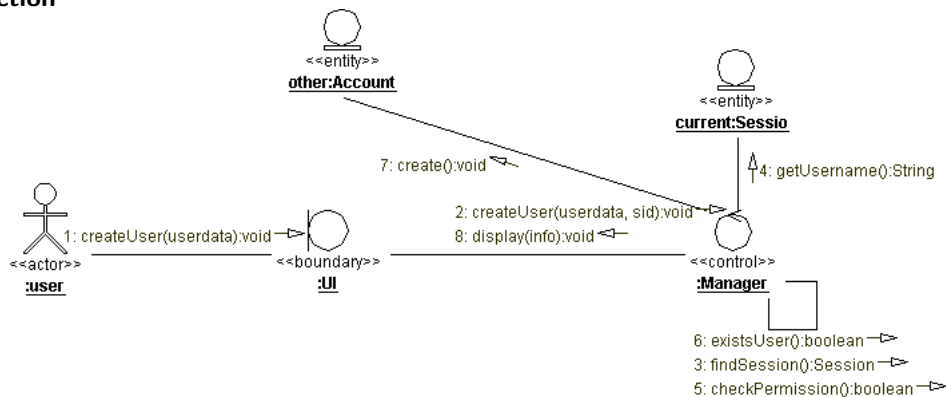 ction
<<entity>>
other:Account
<<entity>>
current:Sessio
7: create():void
4: getUsername():String
2: createUser(userdata, sid):void
1: createUser(userdata):void
8: display(info):void
<<actor>>
:user
<<boundary>>
:UI
<<control>>
:Manager
6: existsUser():boolean
3: findSession():Session
5: checkPermission():boolean